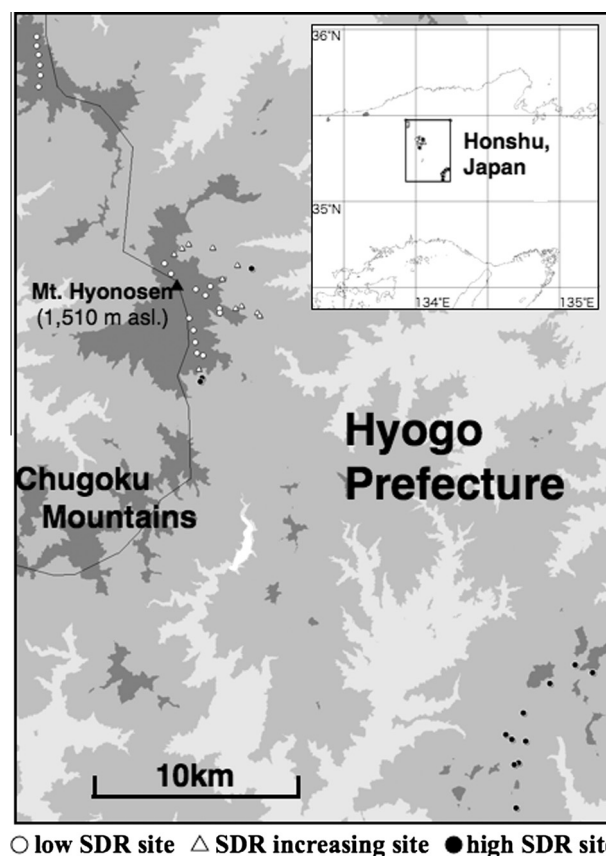 36°N
Honshu,
Japan
35°N
134°E
135°E
Mt. Hyonosen
(1,510 m asl.)
Hyogo
Prefecture
Chugoku
Mountains
10km
low SDR site SDR increasing site high SDR site